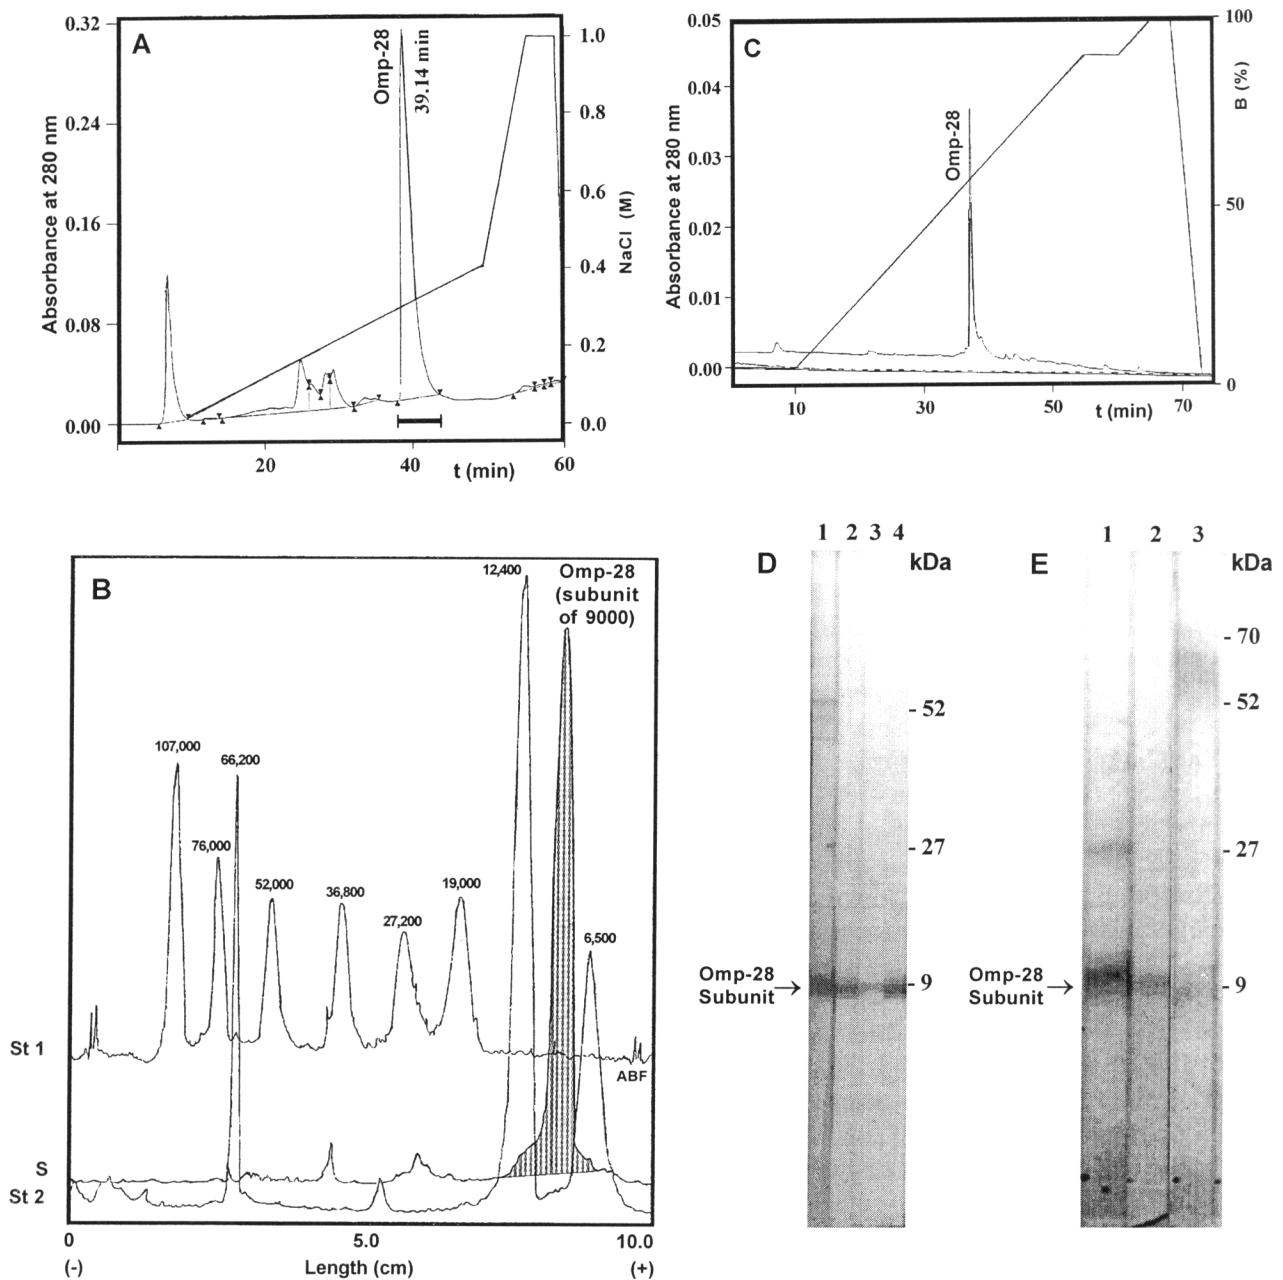 A
Omp-28
39.14 min
0.32
0.24
0.16
0.08
0.00
Absorbance at 280 nm
1.0
0.8
0.6
0.4
0.2
0.0
NaCl (M)
20
40
60
t (min)
C
Omp-28
0.05
0.04
0.03
0.02
0.01
0.00
Absorbance at 280 nm
100
50
0
B (%)
10
30
50
70
t (min)
B
12,400
Omp-28
(subunit
of 9000)
107,000
66,200
76,000
52,000
36,800
27,200
19,000
6,500
St 1
ABF
S
St 2
0
5.0
10.0
(-)
Length (cm)
(+)
D
1 2 3 4
kDa
- 52
- 27
- 9
Omp-28
Subunit
E
1 2 3
kDa
- 70
- 52
- 27
- 9
Omp-28
Subunit